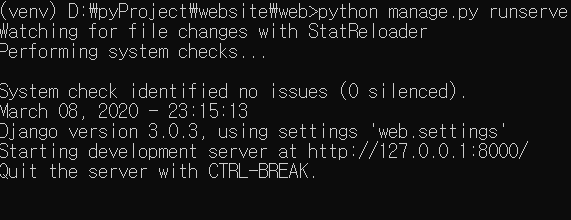 (venv) D:₩pyProject₩website₩web>python manage.py runserve
Watching for file changes with StatReloader
Performing system checks...
System check identified no issues (0 silenced).
March 08, 2020 - 23:15:13
Django version 3.0.3, using settings 'web.settings'
Starting development server at http://127.0.0.1:8000/
Quit the server with CTRL-BREAK.